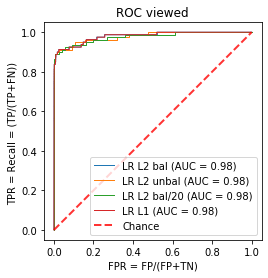 ROC viewed
TPR = Recall = (TP/(TP+FN))
1.0
0.8
0.6
0.4
0.2
0.0
LR L2 bal (AUC = 0.98)
LR L2 unbal (AUC = 0.98)
LR L2 bal/20 (AUC = 0.98)
LR L1 (AUC = 0.98)
Chance
0.0 0.2 0.4 0.6 0.8 1.0
FPR = FP/(FP+TN)